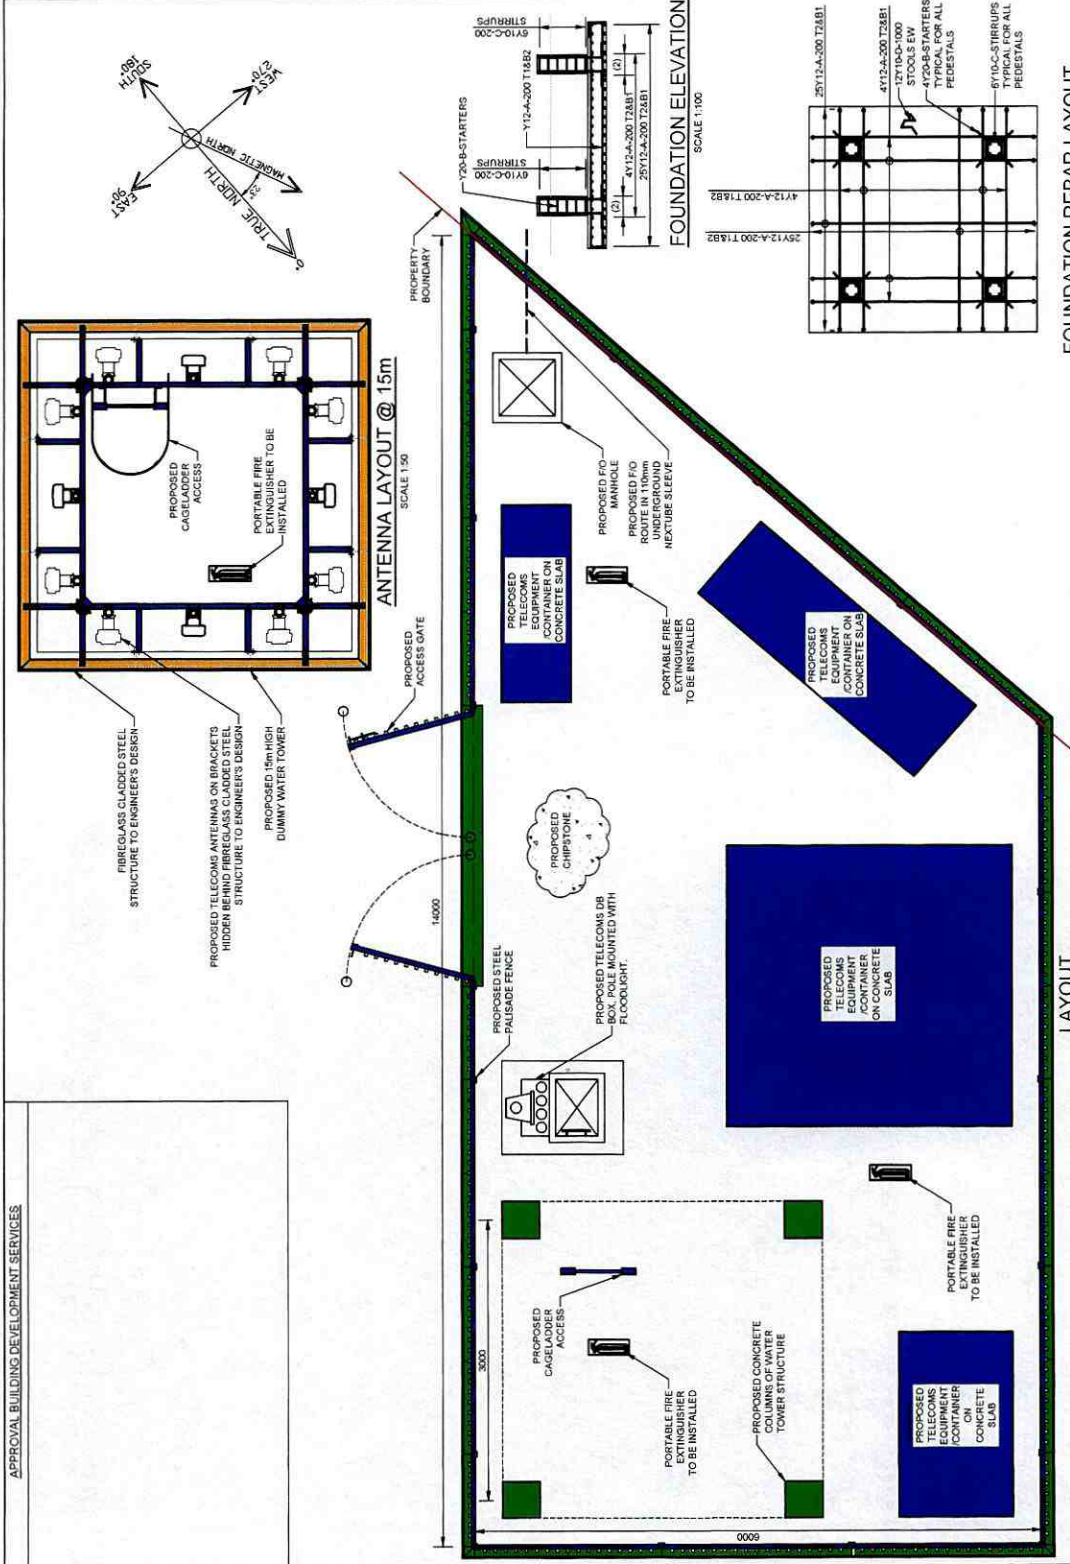 APPROVAL BUILDING DEVELOPMENT SERVICES
FIBREGLASS CLADDED STEEL
STRUCTURE TO ENGINEER'S DESIGN
PROPOSED TELECOMS ANTENNAS ON BRACKETS
HIDDEN BEHIND FIBREGLASS CLADDED STEEL
STRUCTURE TO ENGINEER'S DESIGN
PROPOSED 15m HIGH
DUMMY WATER TOWER
PROPOSED
CAGELADDER
ACCESS
PORTABLE FIRE
EXTINGUISHER TO BE
INSTALLED
ANTENNA LAYOUT @ 15m
SCALE 1:50
SOUTH
180°
WEST
270°
EAST
90°
TRUE NORTH
0°
23°
MAGNETIC NORTH
PROPOSED
ACCESS GATE
PROPERTY
BOUNDARY
14000
PROPOSED STEEL
PALISADE FENCE
PROPOSED TELECOMS DB
BOX, POLE MOUNTED WITH
FLOODLIGHT.
PROPOSED
CHIPSTONE
PROPOSED
TELECOMS
EQUIPMENT
/CONTAINER ON
CONCRETE SLAB
PORTABLE FIRE
EXTINGUISHER
TO BE INSTALLED
PROPOSED F/O
MANHOLE
PROPOSED F/O
ROUTE IN 110mm
UNDERGROUND
NEXTUBE SLEEVE
PROPOSED
TELECOMS
EQUIPMENT
/CONTAINER ON
CONCRETE SLAB
3000
PROPOSED
CAGELADDER
ACCESS
PORTABLE FIRE
EXTINGUISHER
TO BE INSTALLED
PROPOSED CONCRETE
COLUMNS OF WATER
TOWER STRUCTURE
PROPOSED
TELECOMS
EQUIPMENT
/CONTAINER
ON CONCRETE
SLAB
PORTABLE FIRE
EXTINGUISHER
TO BE INSTALLED
PROPOSED
TELECOMS
EQUIPMENT
/CONTAINER
ON
CONCRETE
SLAB
6000
LAYOUT
6Y10-C-200
STIRRUPS
6Y10-C-200
STIRRUPS
Y20-B-STARTERS
Y12-A-200 T1&B2
(2)
(2)
4Y12-A-200 T2&B1
25Y12-A-200 T2&B1
FOUNDATION ELEVATION
SCALE 1:100
25Y12-A-200 T2&B1
4Y12-A-200 T2&B1
12Y10-D-1000
STOOLS EW
4Y20-B-STARTERS
TYPICAL FOR ALL
PEDESTALS
6Y10-C-STIRRUPS
TYPICAL FOR ALL
PEDESTALS
4Y12-A-200 T1&B2
25Y12-A-200 T1&B2
FOUNDATION REBAR LAYOUT